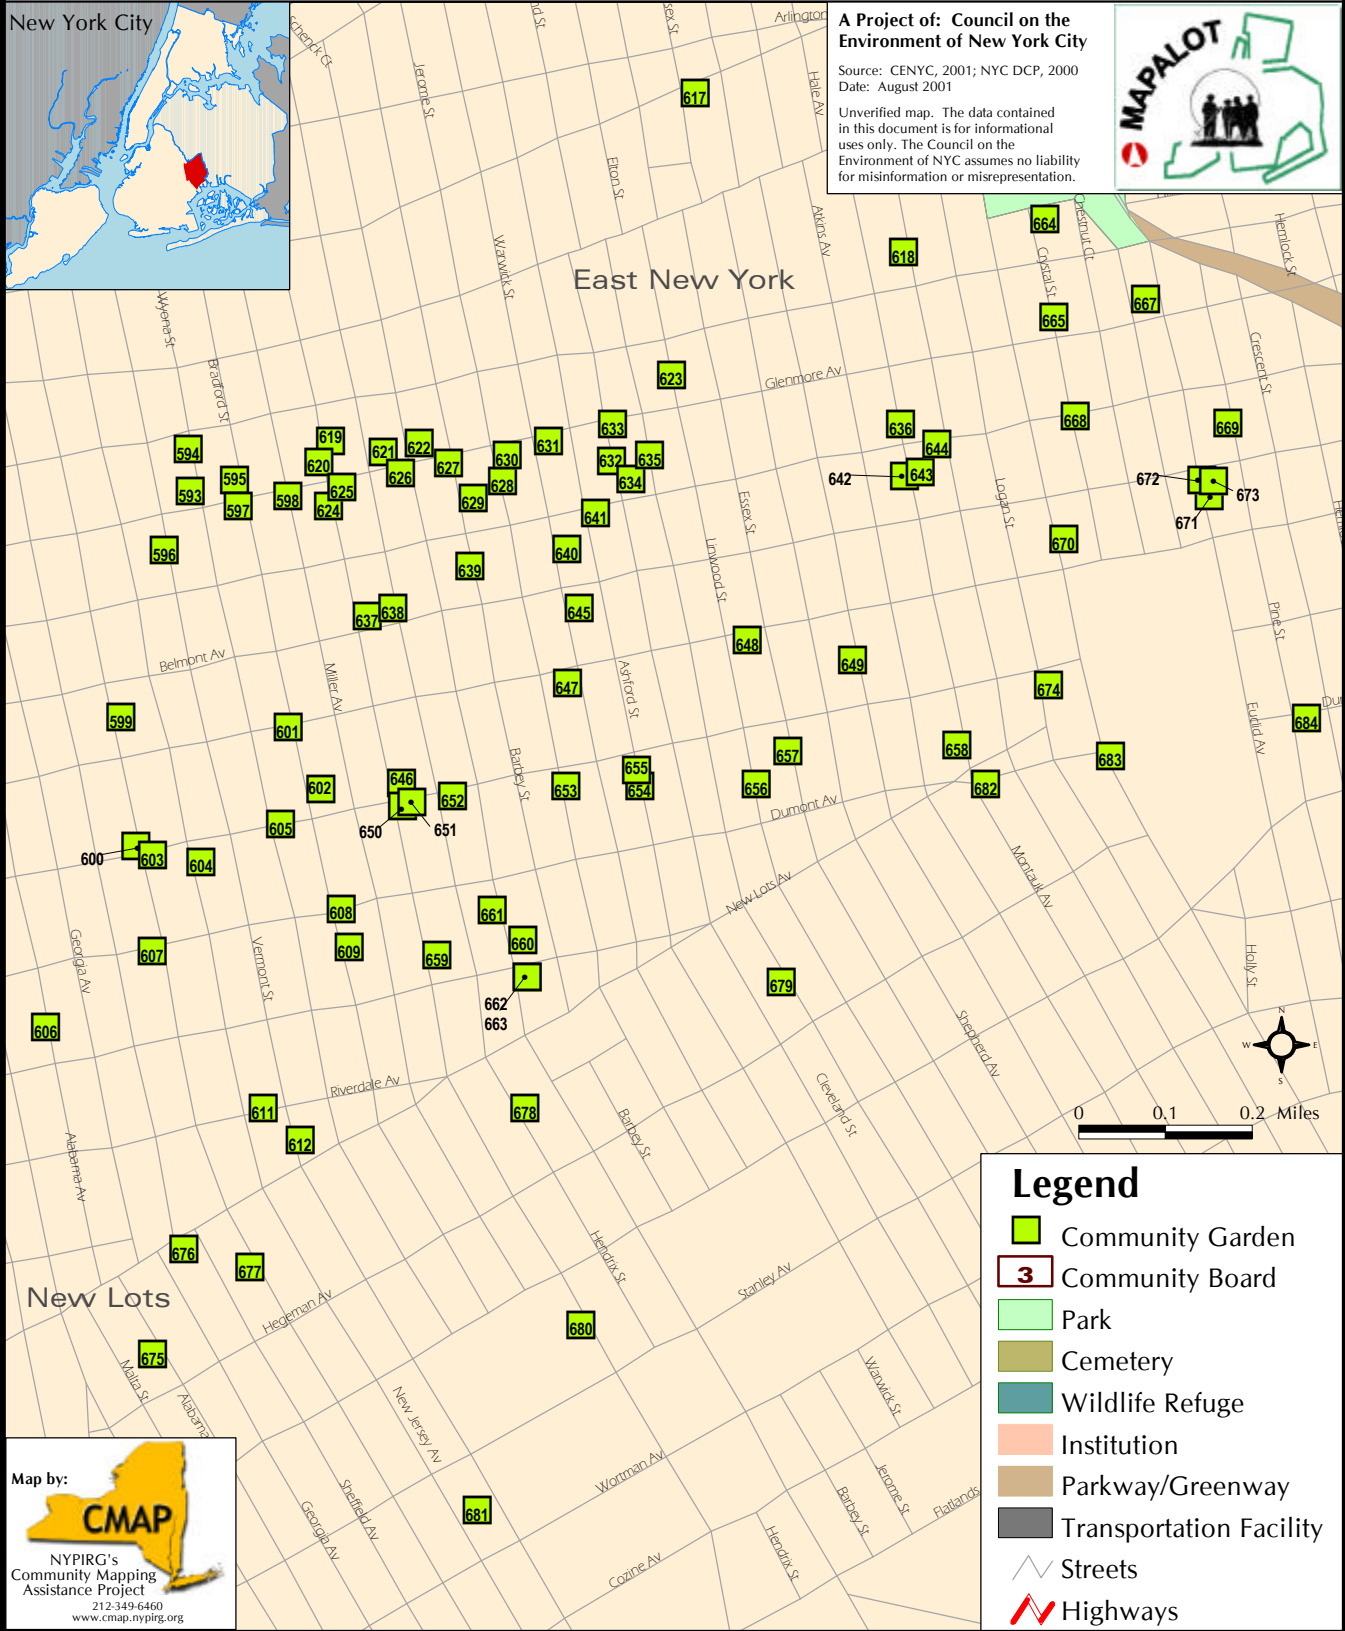 New York City
A Project of: Council on the
Environment of New York City
Source: CENYC, 2001; NYC DCP, 2000
Date: August 2001
Unverified map. The data contained
in this document is for informational
uses only. The Council on the
Environment of NYC assumes no liability
for misinformation or misrepresentation.
MAPALOT
Schenck Ct
nd St
sex St
Arlington
Jerome St
Hale Av
617
Elton St
Atkins Av
664
Chestnut Ct
Hemlock St
Warwick St
618
Crystal St
East New York
667
Wyona St
665
Bradford St
Crescent St
623
Glenmore Av
619
633
636
668
669
594
622
631
644
620
621
630
632
635
595
626
627
634
642
643
672
593
625
628
673
598
629
597
624
641
Essex St
Logan St
671
596
639
640
Linwood St
670
637
638
645
Pine St
648
Belmont Av
649
Miller Av
647
Ashford St
674
599
601
684
Du
Euclid Av
657
658
683
602
646
655
Barbey St
653
654
656
682
652
650
651
Dumont Av
605
600
603
604
Montauk Av
New Lots Av
608
661
660
607
Georgia Av
Vermont St
609
659
Holly St
662
663
679
606
Shepherd Av
N
W
E
S
Riverdale Av
Cleveland St
611
678
0 0.1 0.2 Miles
612
Barbey St
Alabama Av
676
677
Hendrix St
New Lots
Stanley Av
Hegeman Av
680
675
Malta St
Warwick St
Alabama
New Jersey Av
Wortman Av
Jerome St
Sheffield Av
Barbey St
Flatlands
Georgia Av
681
Hendrix St
Cozine Av
Legend
Community Garden
3 Community Board
Park
Cemetery
Wildlife Refuge
Institution
Parkway/Greenway
Transportation Facility
Streets
Highways
Map by:
CMAP
NYPIRG's
Community Mapping
Assistance Project
212-349-6460
www.cmap.nypirg.org